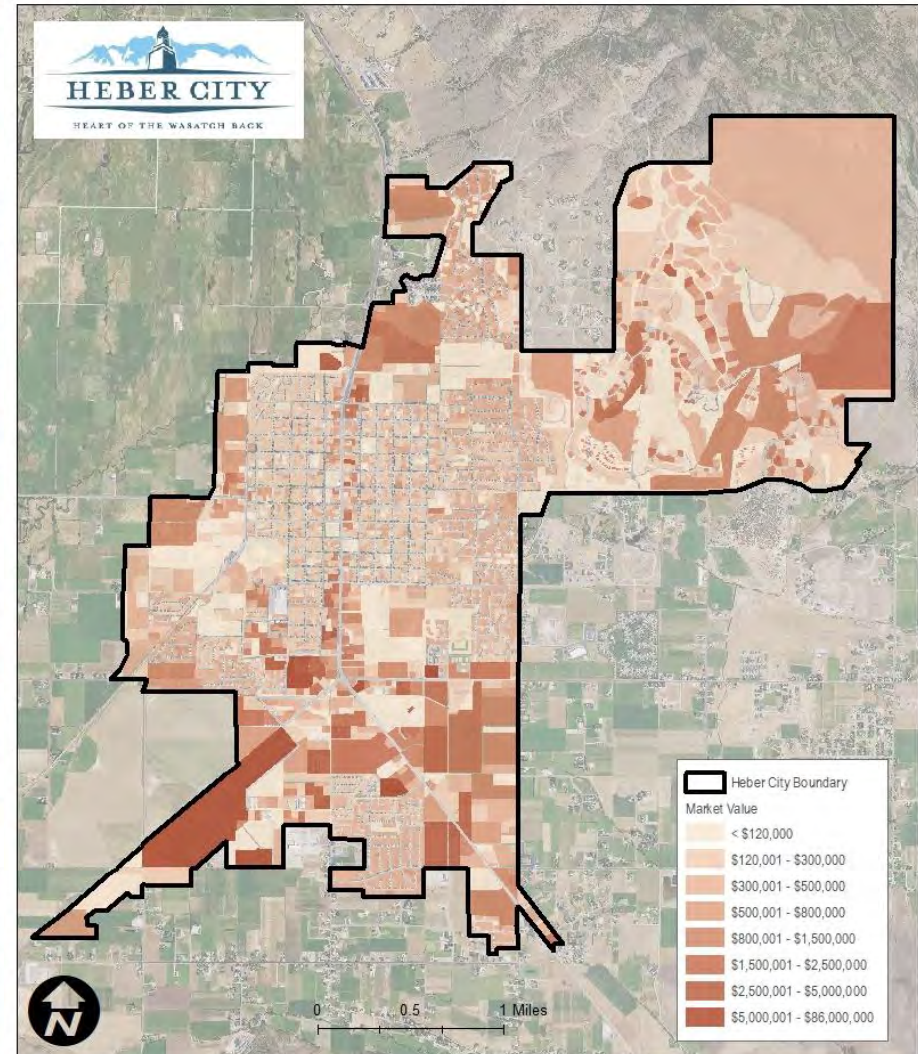 HEBER CITY
HEART OF THE WASATCH BACK
Heber City Boundary
Market Value
< $120,000
$120,001 - $300,000
$300,001 - $500,000
$500,001 - $800,000
$800,001 - $1,500,000
$1,500,001 - $2,500,000
$2,500,001 - $5,000,000
$5,000,001 - $86,000,000
N
0 0.5 1 Miles